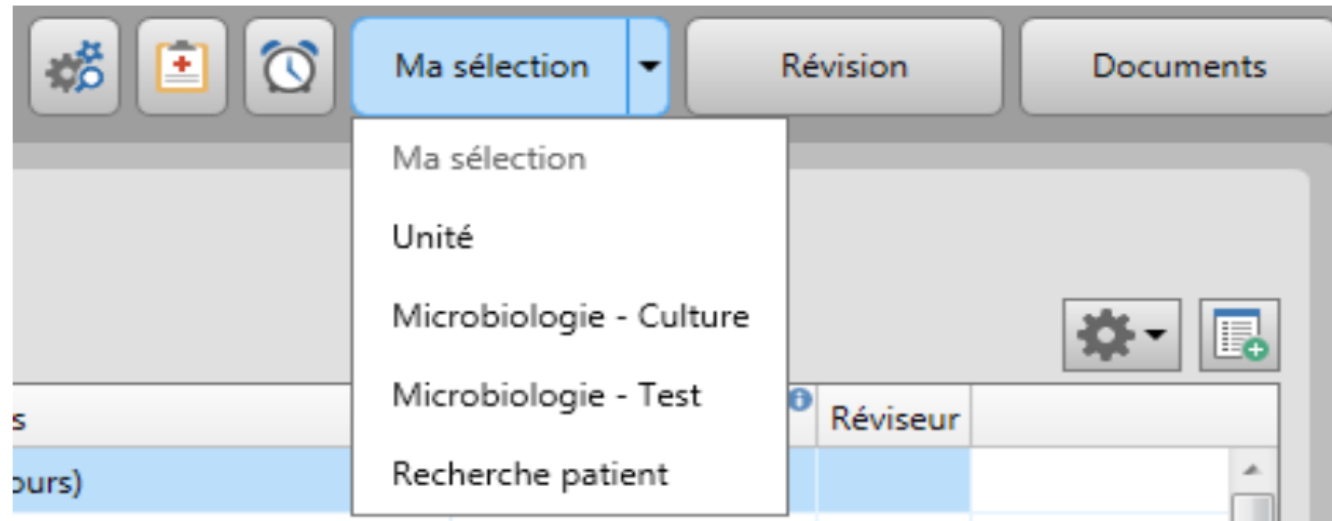 Ma sélection Révision Documents
Ma sélection
Unité
Microbiologie - Culture
Microbiologie - Test
s Réviseur
ours)
Recherche patient